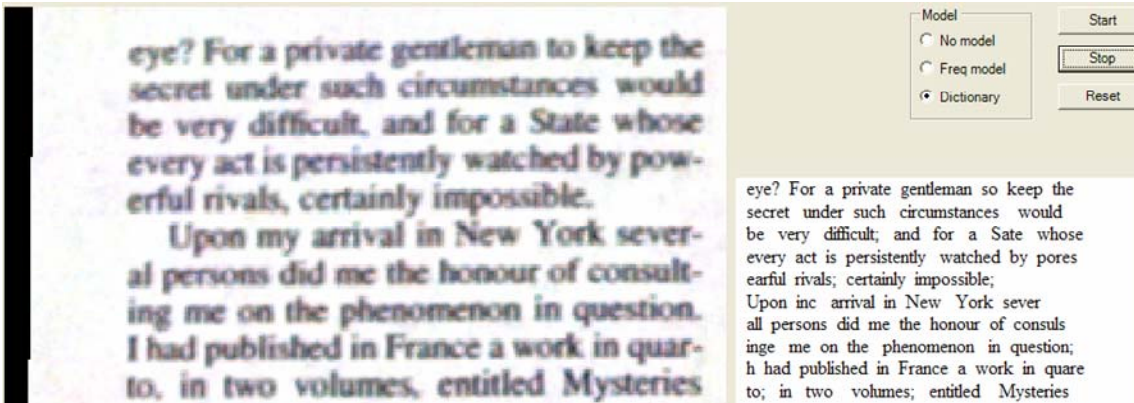 eye? For a private gentleman to keep the
secret under such circumstances would
be very difficult, and for a State whose
every act is persistently watched by pow-
erful rivals, certainly impossible.
Upon my arrival in New York sever-
al persons did me the honour of consult-
ing me on the phenomenon in question.
I had published in France a work in quar-
to, in two volumes, entitled Mysteries
Model
No model
Freq model
Dictionary
Start
Stop
Reset
eye? For a private gentleman so keep the
secret under such circumstances would
be very difficult; and for a Sate whose
every act is persistently watched by pores
earful rivals; certainly impossible;
Upon inc arrival in New York sever
all persons did me the honour of consuls
inge me on the phenomenon in question;
h had published in France a work in quare
to; in two volumes; entitled Mysteries